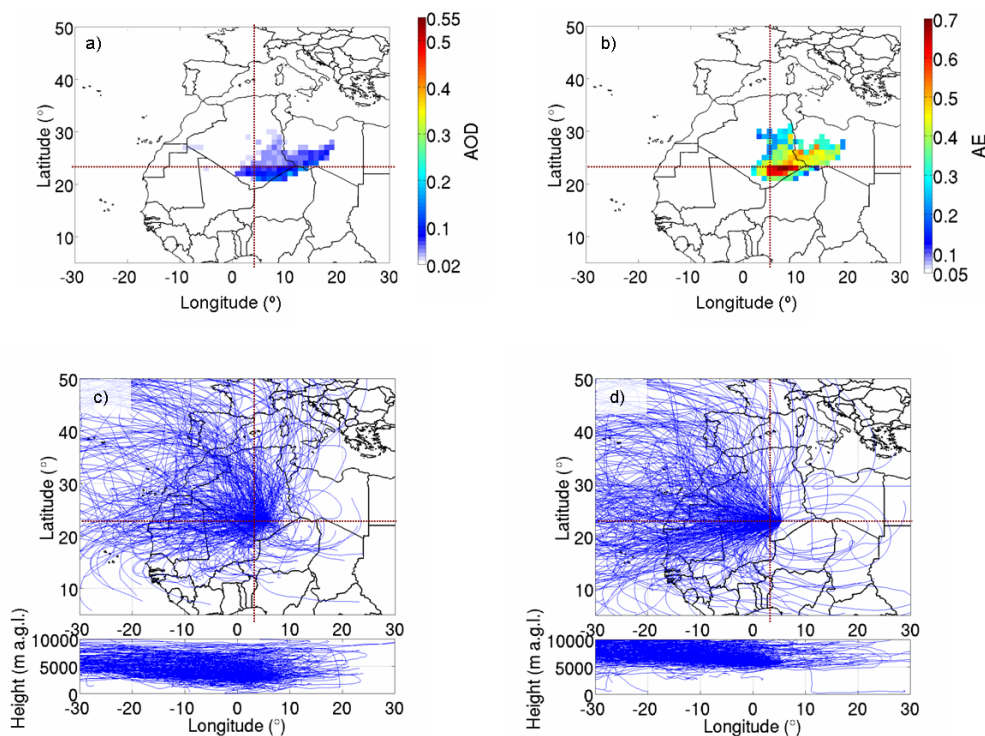 a)
50
40
30
20
10
Latitude (°)
-30 -20 -10 0 10 20 30
Longitude (º)
0.55
0.5
0.4
0.3
0.2
0.1
0.02
AOD
b)
50
40
30
20
10
Latitude (°)
-30 -20 -10 0 10 20 30
Longitude (°)
0.7
0.6
0.5
0.4
0.3
0.2
0.1
0.05
AE
c)
50
40
30
20
10
Latitude (°)
-30 -20 -10 0 10 20 30
10000
5000
0
Height (m a.g.l.)
-30 -20 -10 0 10 20 30
Longitude (°)
d)
50
40
30
20
10
Latitude (°)
-30 -20 -10 0 10 20 30
10000
5000
0
Height (m a.g.l.)
-30 -20 -10 0 10 20 30
Longitude (°)